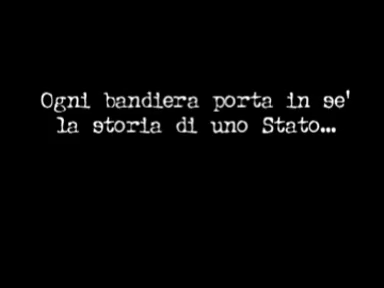 Ogni bandiera porta in se'
la storia di uno Stato...